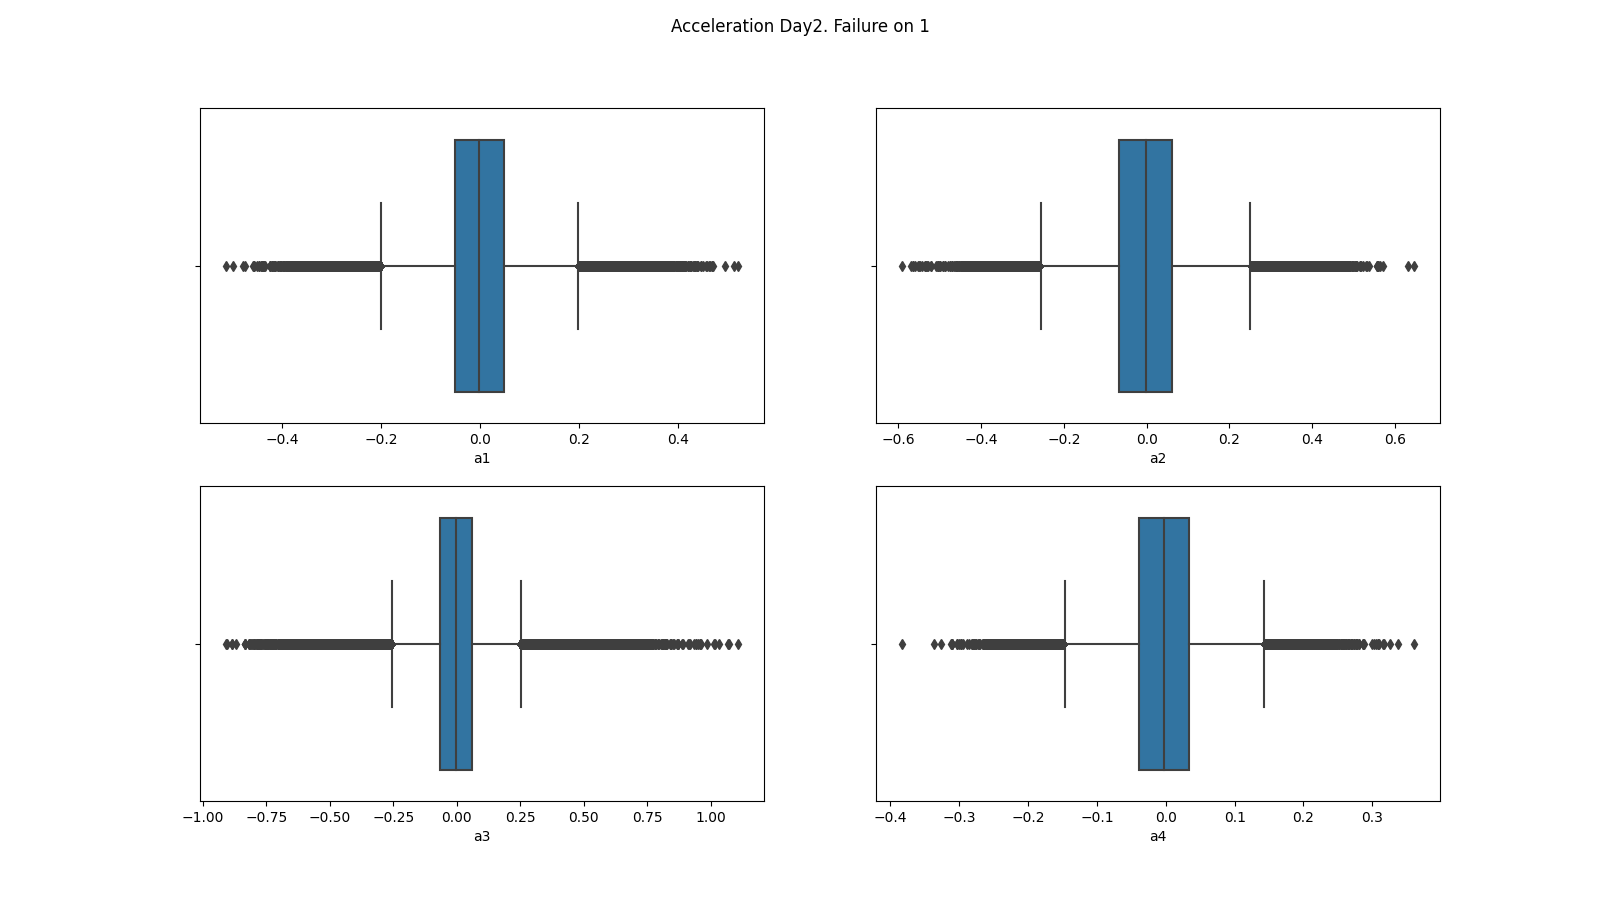 Acceleration Day2. Failure on 1
−0.4 −0.2 0.0 0.2 0.4
a1
−0.6 −0.4 −0.2 0.0 0.2 0.4 0.6
a2
−1.00 −0.75 −0.50 −0.25 0.00 0.25 0.50 0.75 1.00
a3
−0.4 −0.3 −0.2 −0.1 0.0 0.1 0.2 0.3
a4